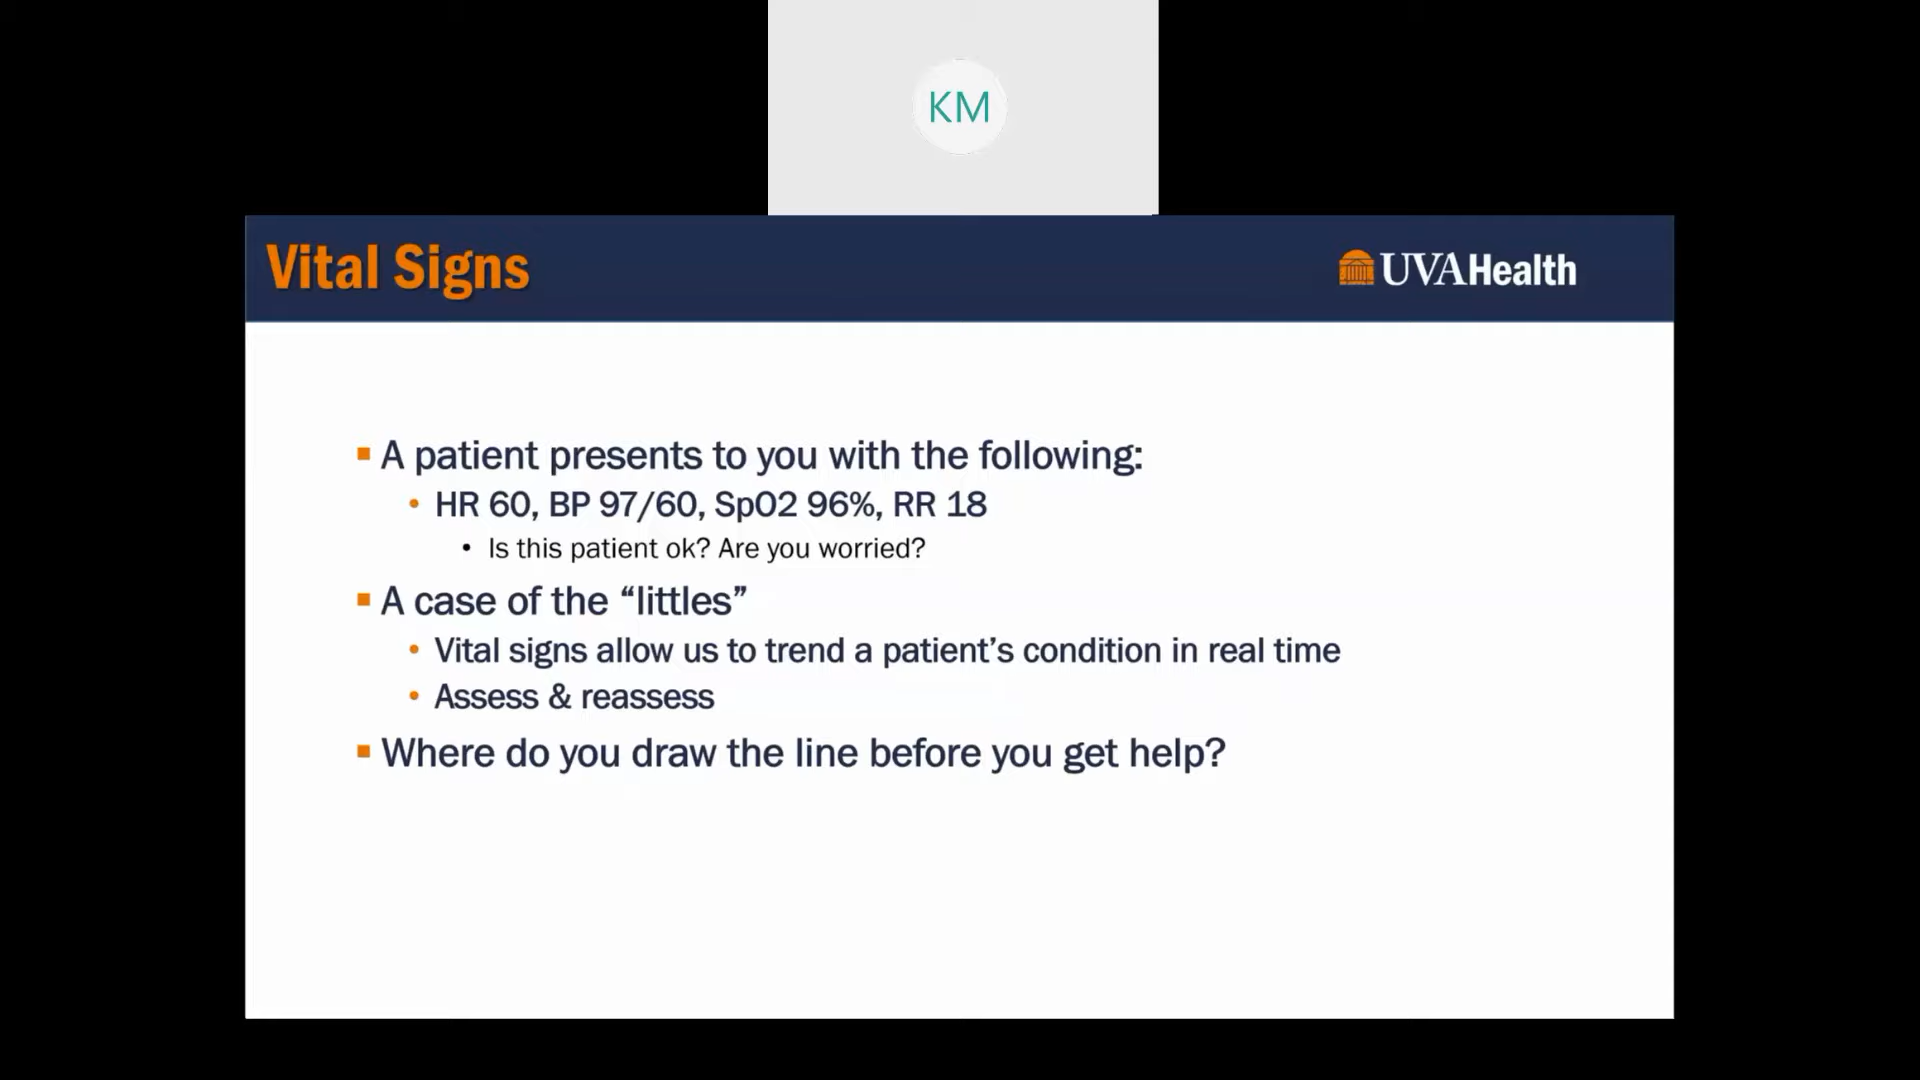 KM
Vital Signs
UVAHealth
A patient presents to you with the following:
HR 60, BP 97/60, SpO2 96%, RR 18
Is this patient ok? Are you worried?
A case of the “littles”
Vital signs allow us to trend a patient’s condition in real time
Assess & reassess
Where do you draw the line before you get help?